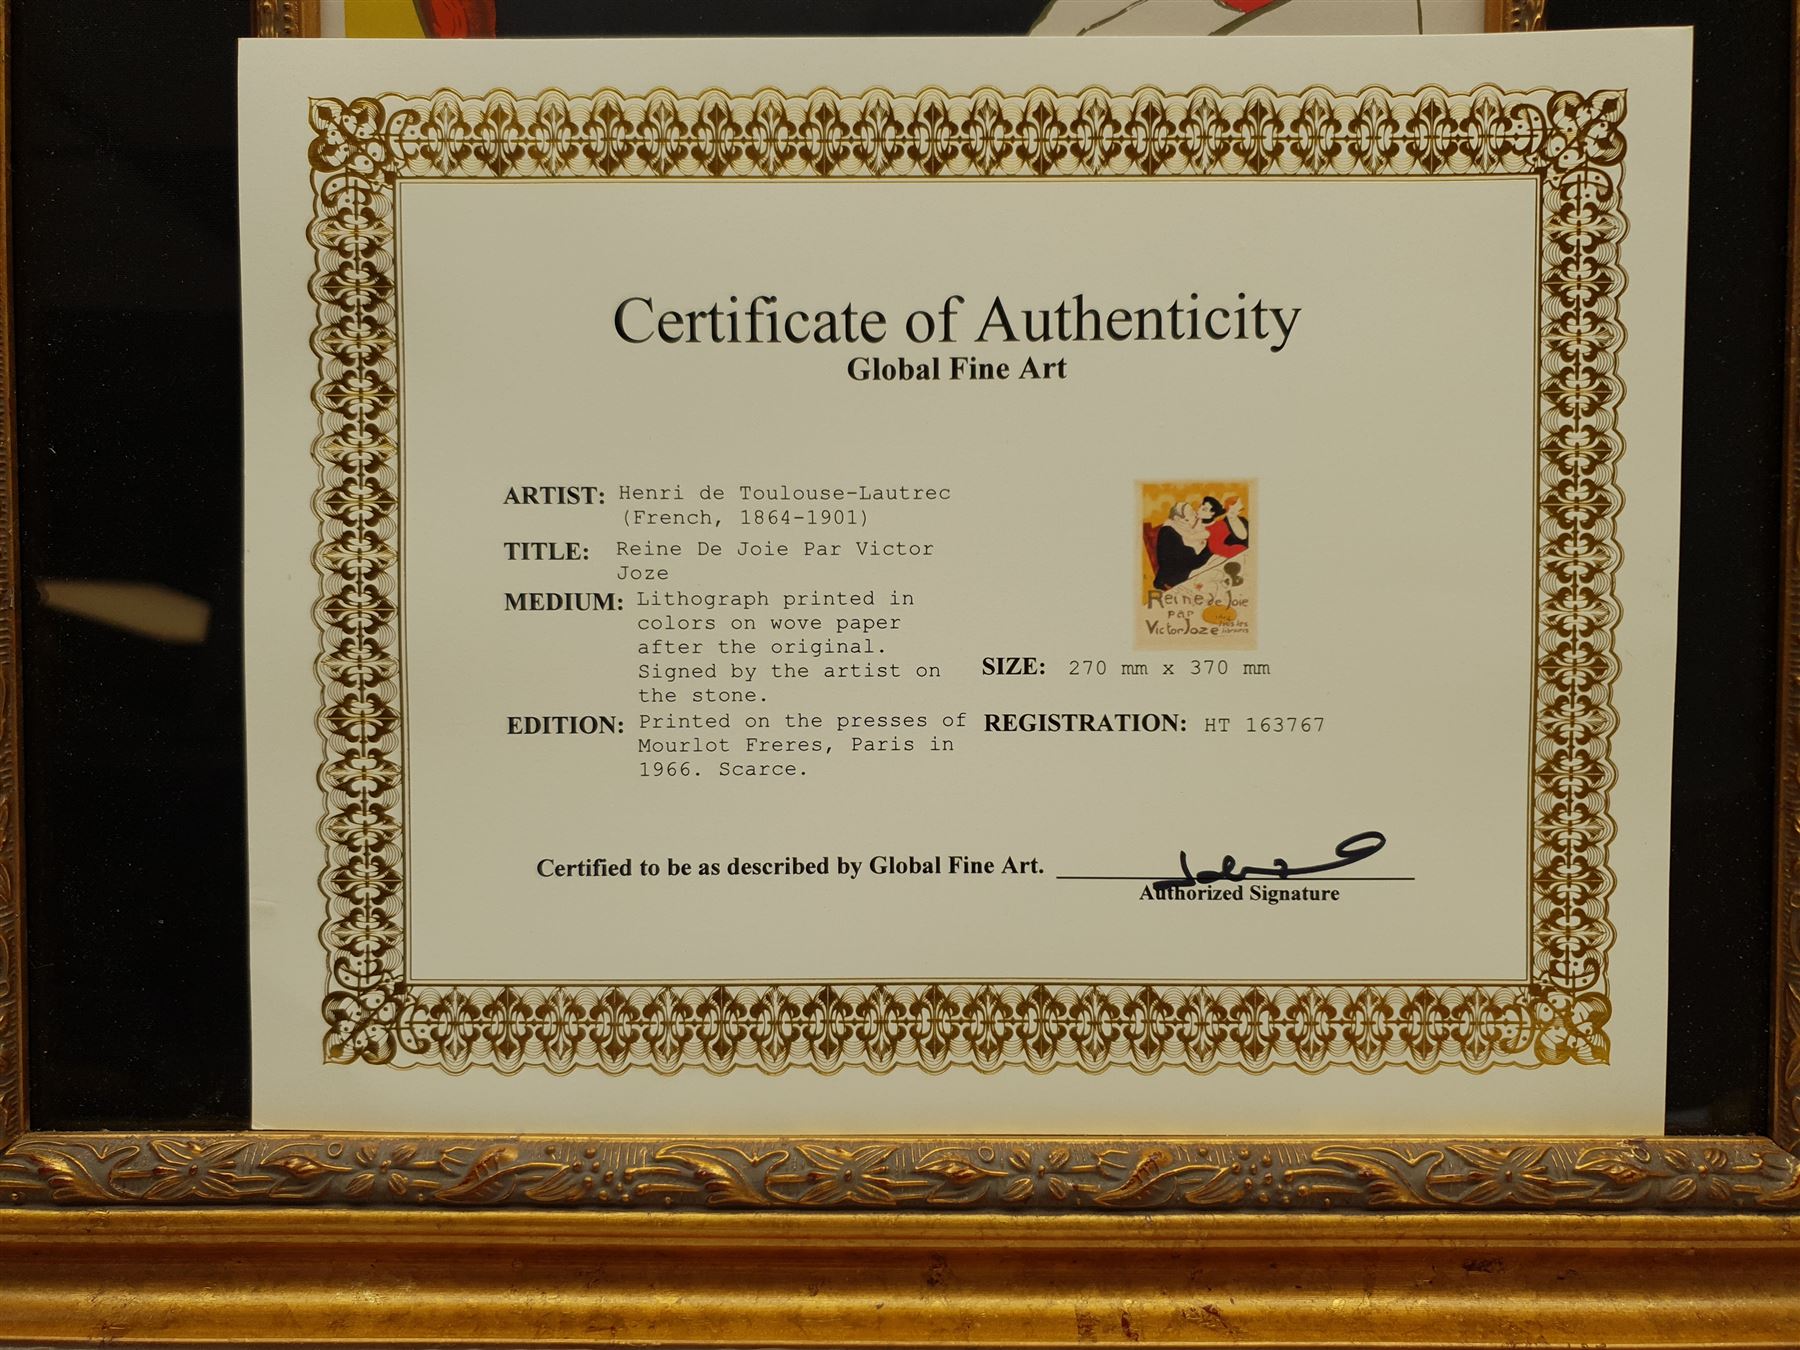 Certificate of Authenticity
Global Fine Art
ARTIST: Henri de Toulouse-Lautrec
(French, 1864-1901)
TITLE: Reine De Joie Par Victor
Joze
MEDIUM: Lithograph printed in
colors on wove paper
after the original.
Signed by the artist on
the stone.
EDITION: Printed on the presses of
Mourlot Freres, Paris in
1966. Scarce.
Reine de Joie
par
Victor Joze
SIZE: 270 mm x 370 mm
REGISTRATION: HT 163767
Certified to be as described by Global Fine Art.
Authorized Signature